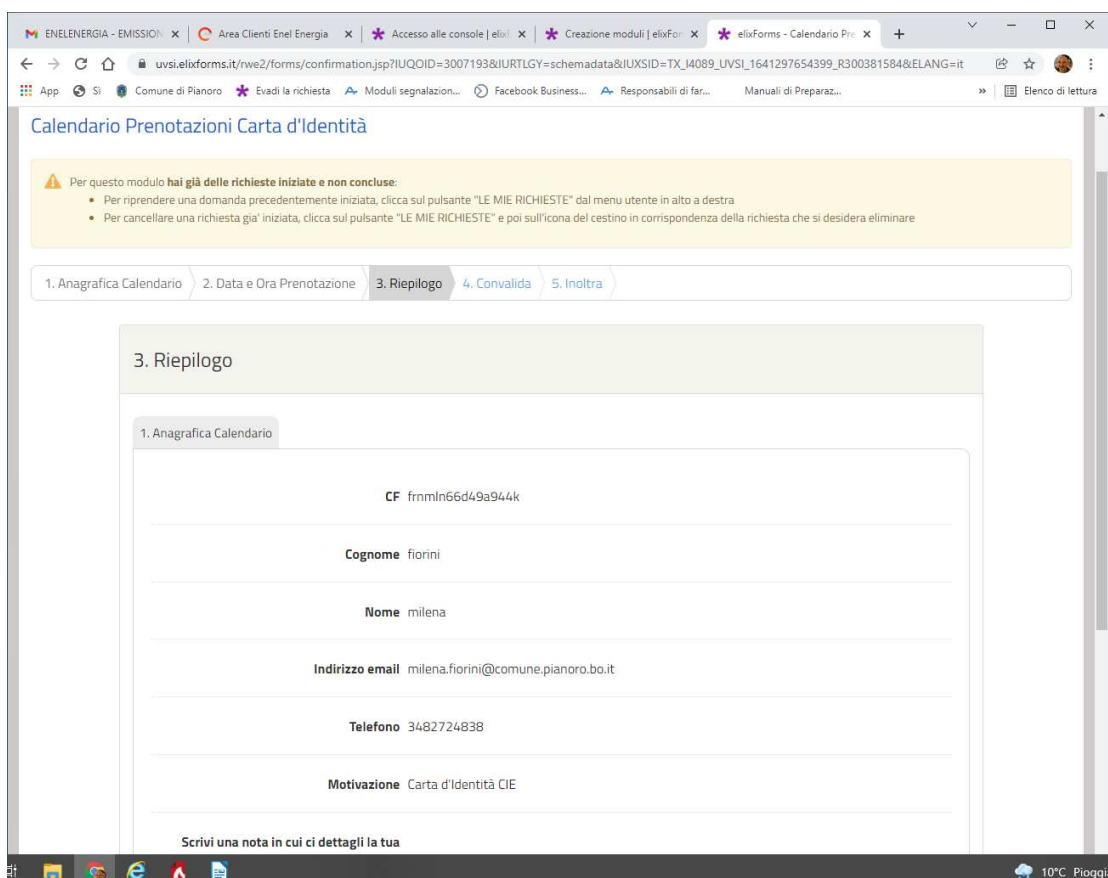 ENELENERGIA - EMISSION
Area Clienti Enel Energia
Accesso alle console | elixF
Creazione moduli | elixFor
elixForms - Calendario Pre
uvsi.elixforms.it/rwe2/forms/confirmation.jsp?IUQOID=3007193&IURTLGY=schemadata&IUXSID=TX_I4089_UVSI_1641297654399_R300381584&ELANG=it
App Sì Comune di Pianoro Evadi la richiesta Moduli segnalazion... Facebook Business... Responsabili di far... Manuali di Preparaz... » Elenco di lettura
Calendario Prenotazioni Carta d'Identità
Per questo modulo hai già delle richieste iniziate e non concluse:
• Per riprendere una domanda precedentemente iniziata, clicca sul pulsante "LE MIE RICHIESTE" dal menu utente in alto a destra
• Per cancellare una richiesta gia' iniziata, clicca sul pulsante "LE MIE RICHIESTE" e poi sull'icona del cestino in corrispondenza della richiesta che si desidera eliminare
1. Anagrafica Calendario 2. Data e Ora Prenotazione 3. Riepilogo 4. Convalida 5. Inoltra
3. Riepilogo
1. Anagrafica Calendario
CF frnmln66d49a944k
Cognome fiorini
Nome milena
Indirizzo email milena.fiorini@comune.pianoro.bo.it
Telefono 3482724838
Motivazione Carta d'Identità CIE
Scrivi una nota in cui ci dettagli la tua
10°C Pioggi